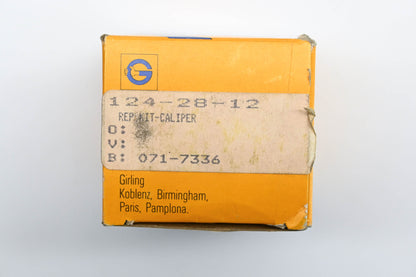 G
124-28-12
REP KIT-CALIPER
O:
V:
B: 071-7336
Girling
Koblenz, Birmingham,
Paris, Pamplona.